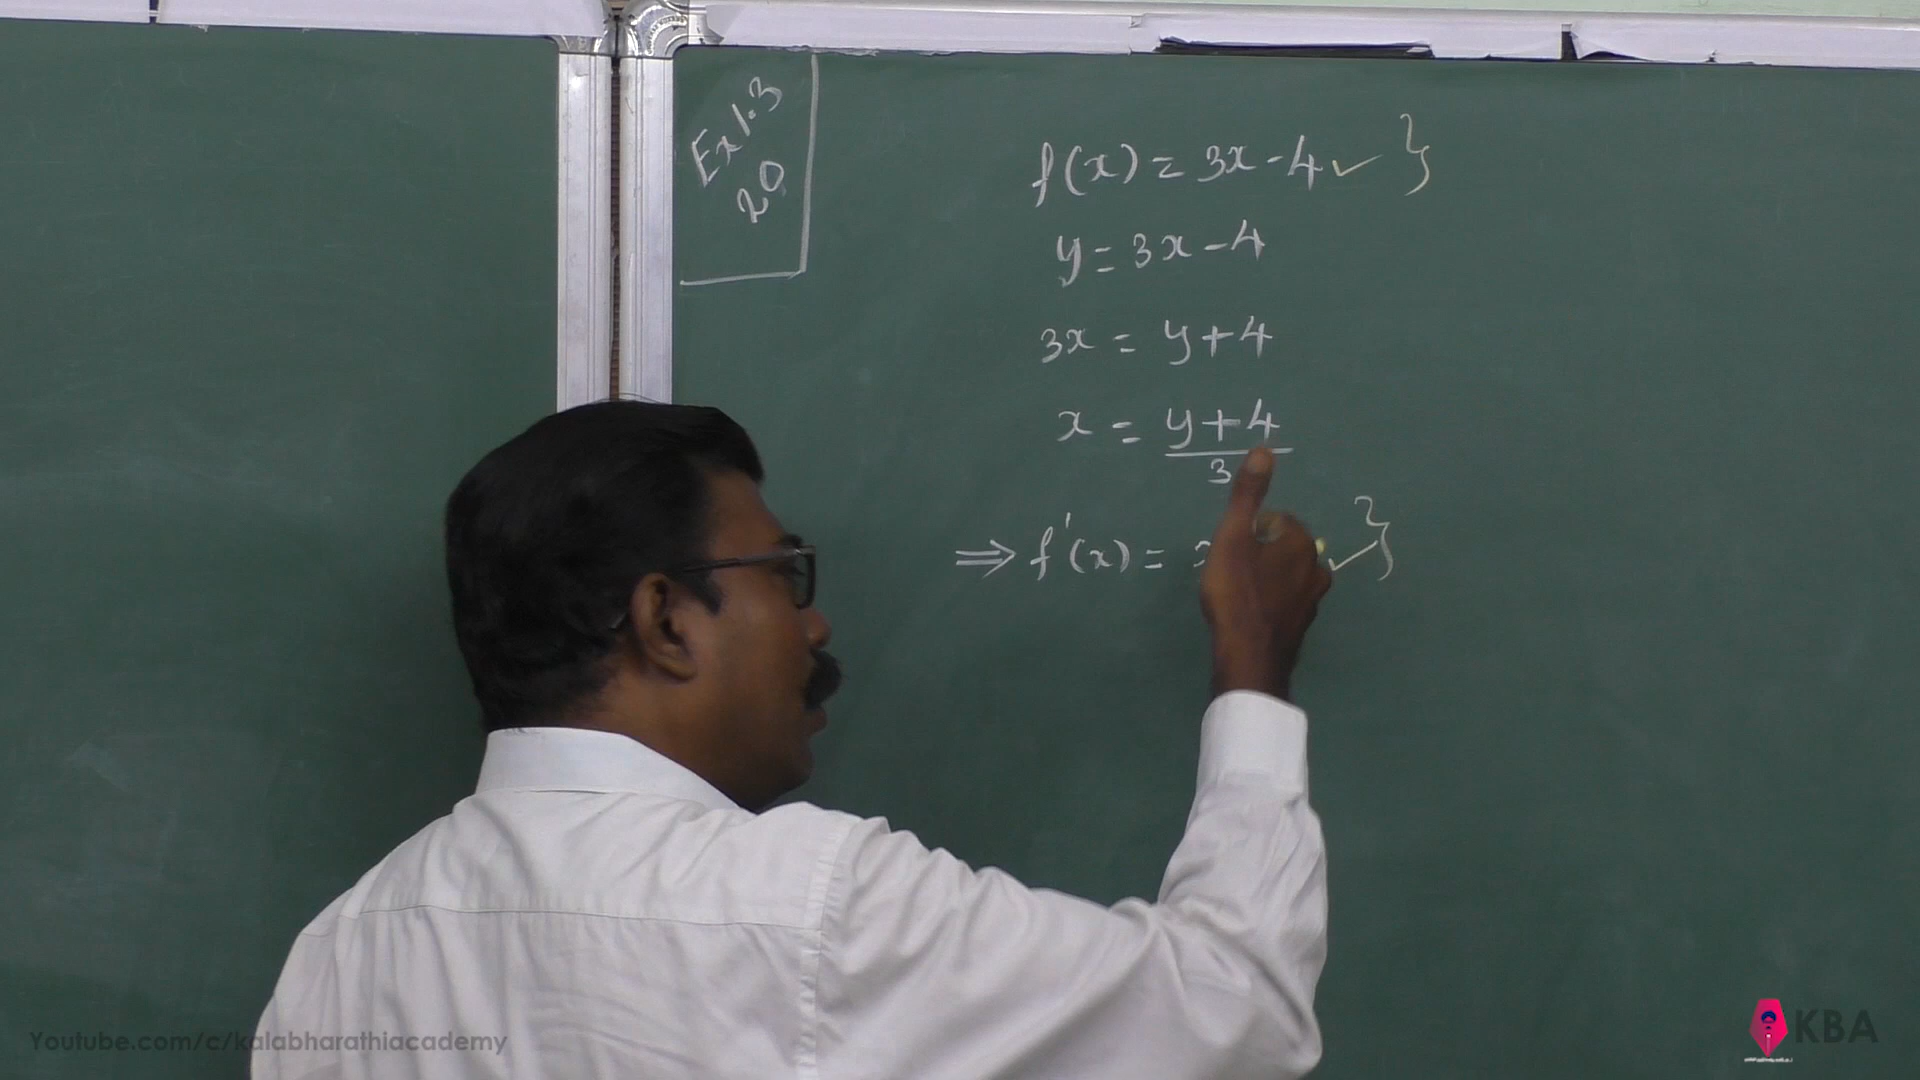 Ex 1.3
20
f(x) = 3x - 4 ✓ }
y = 3x - 4
3x = y + 4
x = y + 4
3
⇒ f'(x) = ✓ }
Youtube.com/c/kalabharathiacademy
KBA